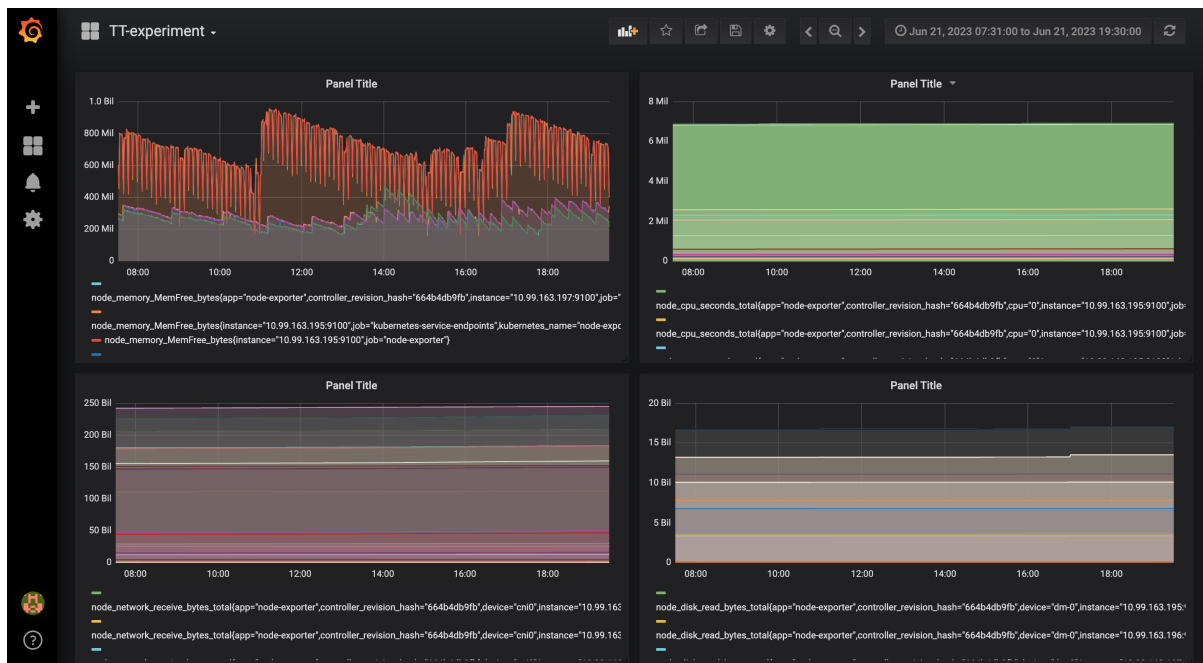 TT-experiment
Jun 21, 2023 07:31:00 to Jun 21, 2023 19:30:00
Panel Title
1.0 Bil
800 Mil
600 Mil
400 Mil
200 Mil
0
08:00 10:00 12:00 14:00 16:00 18:00
node_memory_MemFree_bytes{app="node-exporter",controller_revision_hash="664b4db9fb",instance="10.99.163.197:9100",job="
node_memory_MemFree_bytes{instance="10.99.163.195:9100",job="kubernetes-service-endpoints",kubernetes_name="node-expo
node_memory_MemFree_bytes{instance="10.99.163.195:9100",job="node-exporter"}
Panel Title
8 Mil
6 Mil
4 Mil
2 Mil
0
08:00 10:00 12:00 14:00 16:00 18:00
node_cpu_seconds_total{app="node-exporter",controller_revision_hash="664b4db9fb",cpu="0",instance="10.99.163.195:9100",job=
node_cpu_seconds_total{app="node-exporter",controller_revision_hash="664b4db9fb",cpu="0",instance="10.99.163.195:9100",job=
Panel Title
250 Bil
200 Bil
150 Bil
100 Bil
50 Bil
0
08:00 10:00 12:00 14:00 16:00 18:00
node_network_receive_bytes_total{app="node-exporter",controller_revision_hash="664b4db9fb",device="cni0",instance="10.99.163
node_network_receive_bytes_total{app="node-exporter",controller_revision_hash="664b4db9fb",device="cni0",instance="10.99.163
Panel Title
20 Bil
15 Bil
10 Bil
5 Bil
0
08:00 10:00 12:00 14:00 16:00 18:00
node_disk_read_bytes_total{app="node-exporter",controller_revision_hash="664b4db9fb",device="dm-0",instance="10.99.163.195:
node_disk_read_bytes_total{app="node-exporter",controller_revision_hash="664b4db9fb",device="dm-0",instance="10.99.163.196: